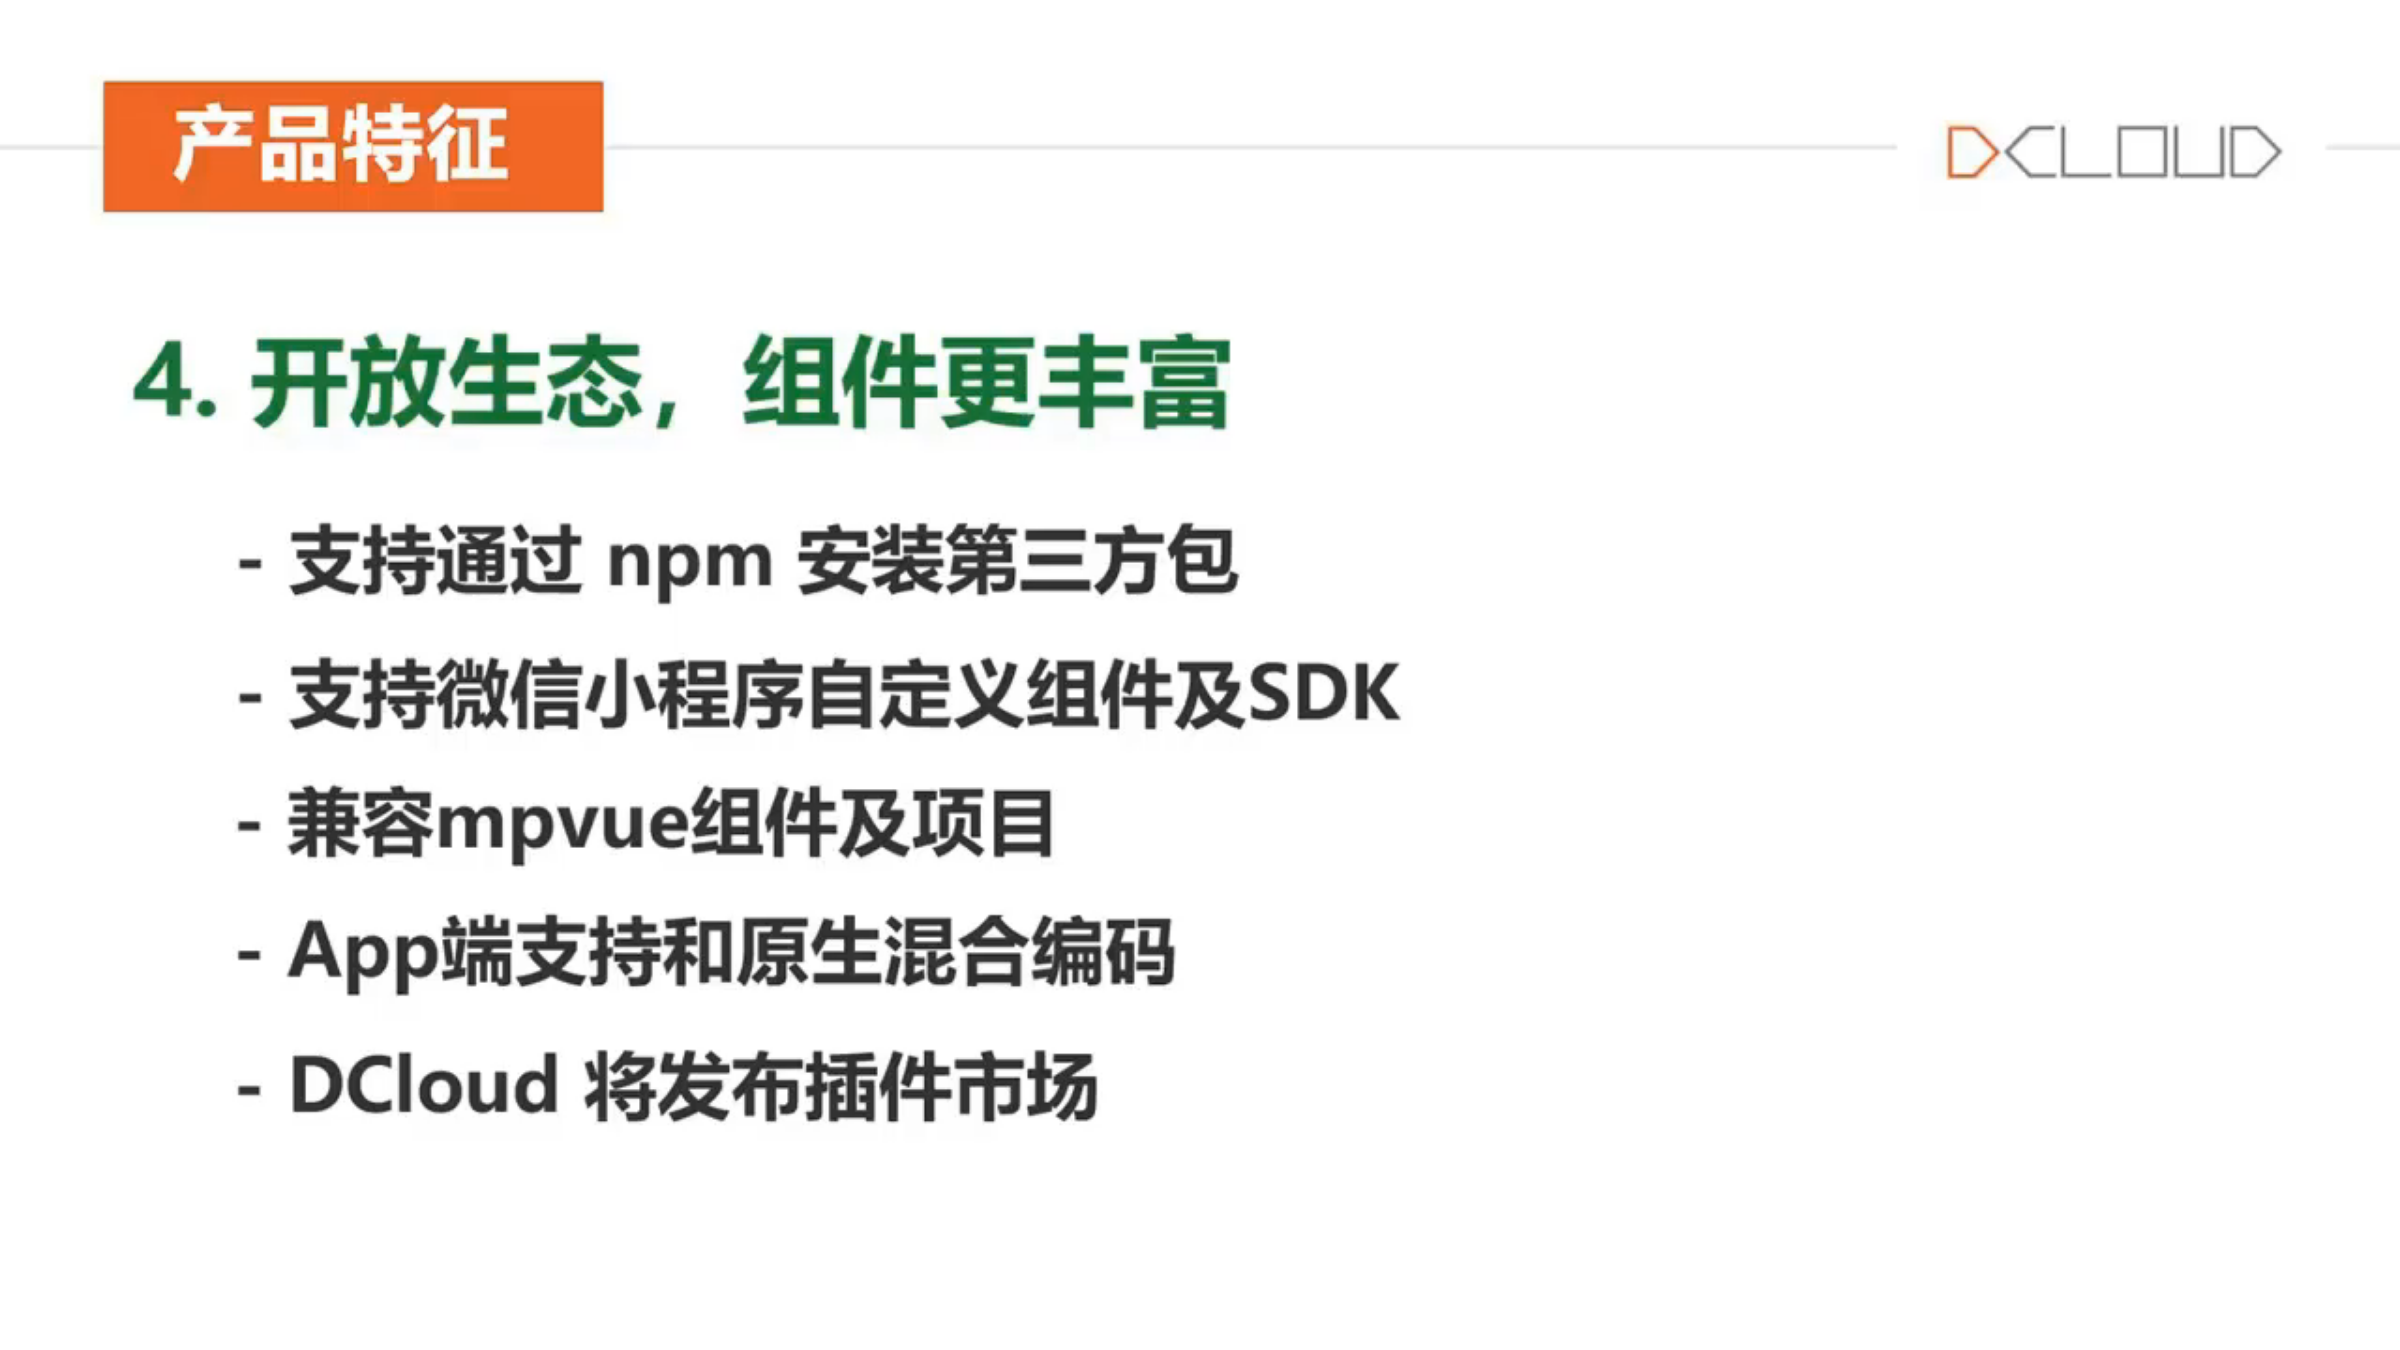 产品特征
DCLOUD
4. 开放生态，组件更丰富
- 支持通过 npm 安装第三方包
- 支持微信小程序自定义组件及SDK
- 兼容mpvue组件及项目
- App端支持和原生混合编码
- DCloud 将发布插件市场